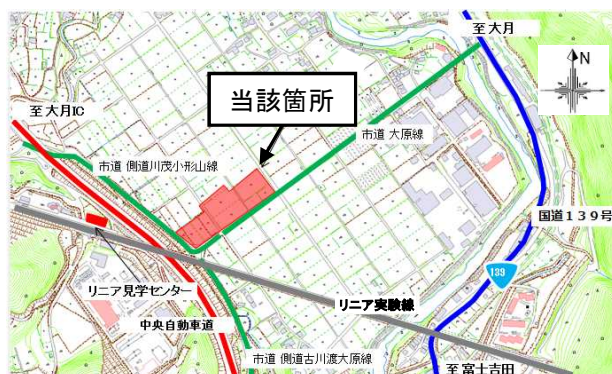 至 大月
N
当該箇所
至 大月IC
市道 大原線
市道 側道川茂小形山線
国道139号
139
リニア見学センター
リニア実験線
中央自動車道
市道 側道古川渡大原線
至 富士吉田